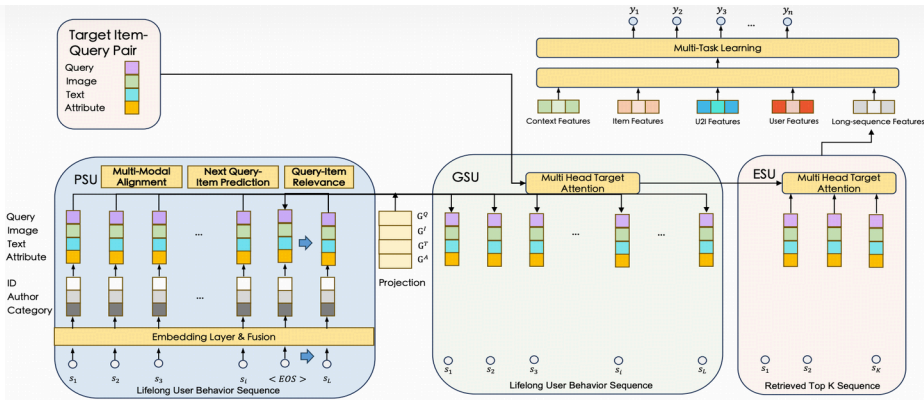 Target Item-
Query Pair
Query
Image
Text
Attribute
y₁ y₂ y₃ ... yₙ
Multi-Task Learning
Context Features Item Features U2I Features User Features Long-sequence Features
PSU
Multi-Modal
Alignment
Next Query-
Item Prediction
Query-Item
Relevance
Query
Image
Text
Attribute
...
ID
Author
Category
...
Embedding Layer & Fusion
s₁ s₂ s₃ sᵢ <EOS> s_L
Lifelong User Behavior Sequence
G^Q
G^I
G^T
G^A
Projection
GSU
Multi Head Target
Attention
... ...
s₁ s₂ s₃ sᵢ s_L
Lifelong User Behavior Sequence
ESU
Multi Head Target
Attention
s₁ s₂ s_K
Retrieved Top K Sequence